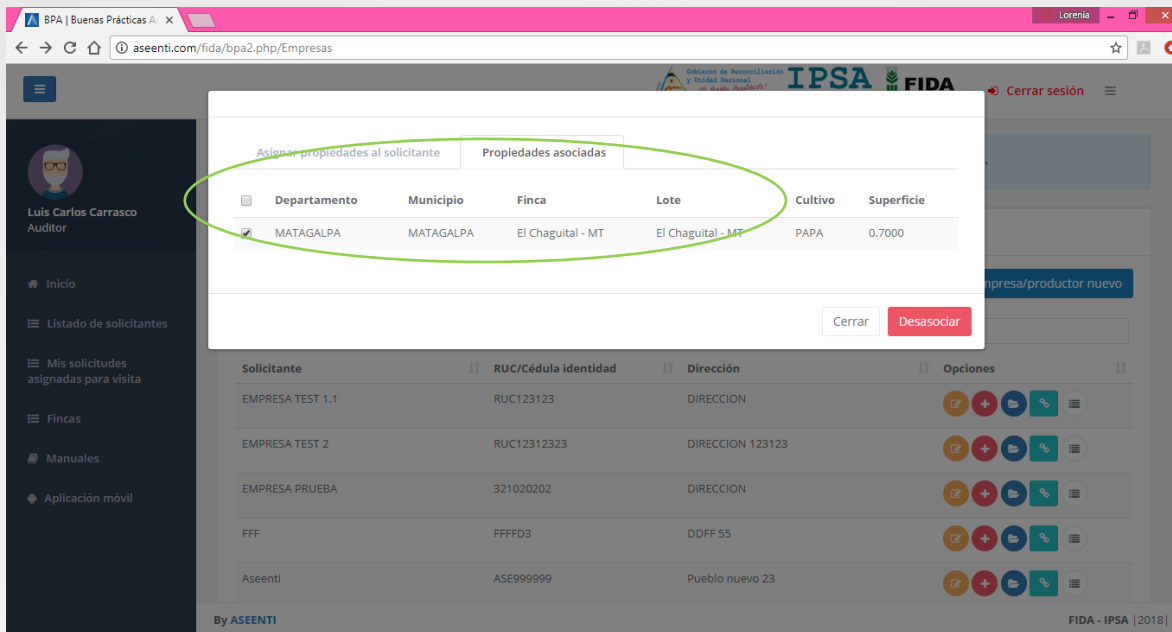 BPA | Buenas Prácticas A
Lorenia
aseenti.com/fida/bpa2.php/Empresas
Gobierno de Reconciliación
y Unidad Nacional
IPSA
FIDA
Cerrar sesión
Asignar propiedades al solicitante
Propiedades asociadas
Departamento Municipio Finca Lote Cultivo Superficie
MATAGALPA MATAGALPA El Chaguital - MT El Chaguital - MT PAPA 0.7000
Cerrar
Desasociar
Luis Carlos Carrasco
Auditor
Inicio
Listado de solicitantes
Mis solicitudes
asignadas para visita
Fincas
Manuales
Aplicación móvil
mpresa/productor nuevo
Solicitante RUC/Cédula identidad Dirección Opciones
EMPRESA TEST 1.1 RUC123123 DIRECCION
EMPRESA TEST 2 RUC12312323 DIRECCION 123123
EMPRESA PRUEBA 321020202 DIRECCION
FFF FFFFD3 DDFF 55
Aseenti ASE999999 Pueblo nuevo 23
By ASEENTI
FIDA - IPSA |2018|